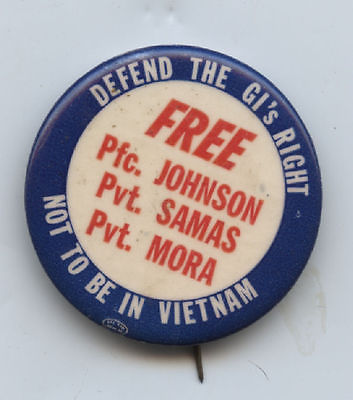 DEFEND THE GI's RIGHT
FREE
Pfc. JOHNSON
Pvt. SAMAS
Pvt. MORA
NOT TO BE IN VIETNAM